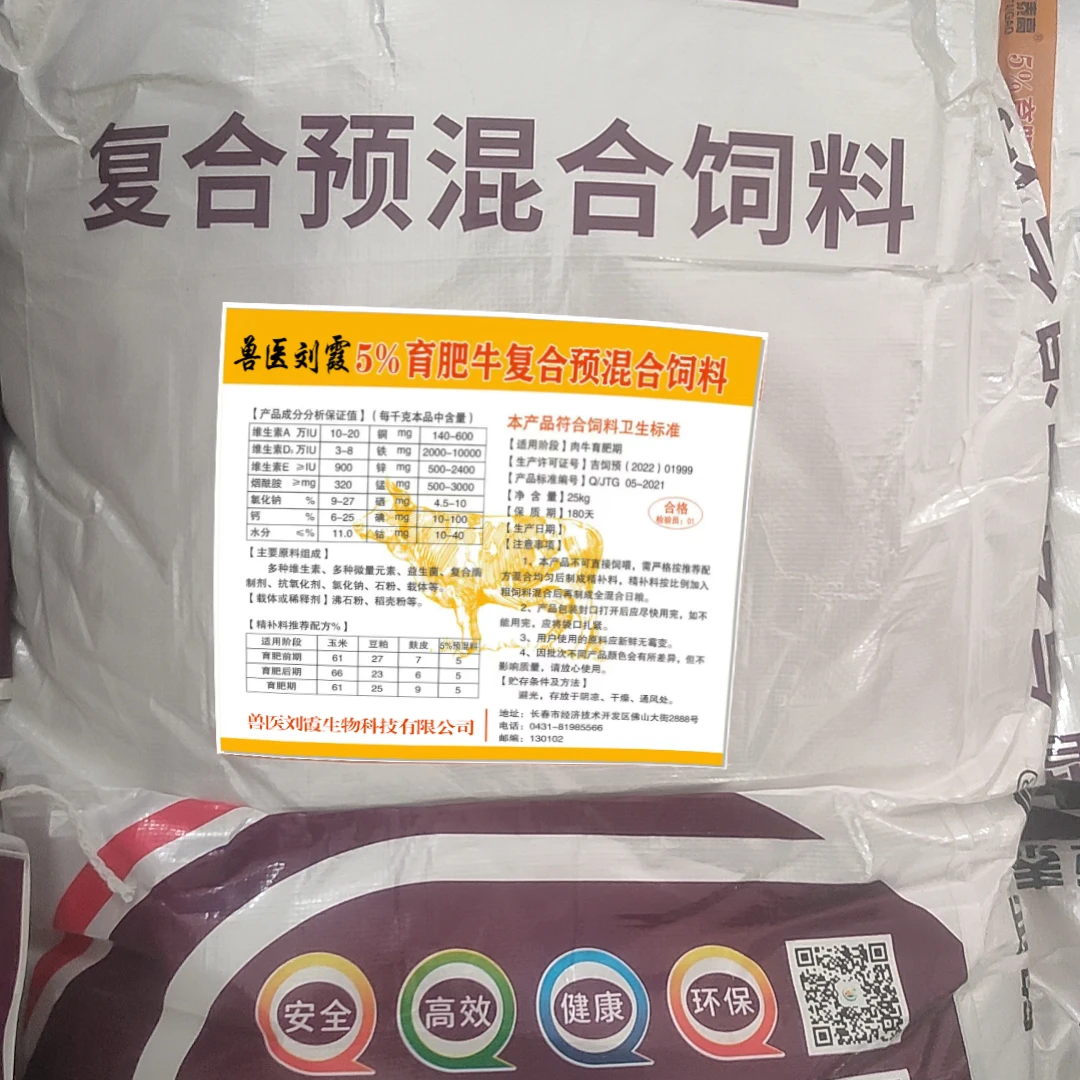 复合预混合饲料
5%
兽医刘霞 5%育肥牛复合预混合饲料
【产品成分分析保证值】(每千克本品中含量)
维生素A 万IU 10-20 铜 mg 140-600
维生素D₃ 万IU 3-8 铁 mg 2000-10000
维生素E ≥IU 900 锌 mg 500-2400
烟酰胺 ≥mg 320 锰 mg 500-3000
氯化钠 % 9-27 硒 mg 4.5-10
钙 % 6-25 碘 mg 10-100
水分 ≤% 11.0 钴 mg 10-40
【主要原料组成】
多种维生素、多种微量元素、益生菌、复合酶
制剂、抗氧化剂、氯化钠、石粉、载体等。
【载体或稀释剂】沸石粉、稻壳粉等。
【精补料推荐配方%】
适用阶段 玉米 豆粕 麸皮 5%预混料
育肥前期 61 27 7 5
育肥后期 66 23 6 5
育肥期 61 25 9 5
兽医刘霞生物科技有限公司
本产品符合饲料卫生标准
【适用阶段】肉牛育肥期
【生产许可证号】吉饲预(2022)01999
【产品标准编号】Q/JTG 05-2021
【净 含 量】25kg
【保 质 期】180天
【生产日期】
合格
检验员:01
【注意事项】
1、本产品不可直接饲喂,需严格按推荐配
方混合均匀后制成精补料,精补料按比例加入
粗饲料混合后再制成全混合日粮。
2、产品包装封口打开后应尽快用完,如不
能用完,应将袋口扎紧。
3、用户使用的原料应新鲜无霉变。
4、因批次不同产品颜色会有所差异,但不
影响质量,请放心使用。
【贮存条件及方法】
避光,存放于阴凉、干燥、通风处。
地址:长春市经济技术开发区佛山大街2888号
电话:0431-81985566
邮编:130102
安全
高效
健康
环保